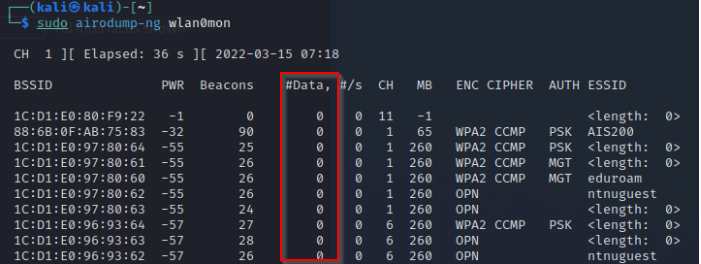 (kali㉿kali)-[~]
$ sudo airodump-ng wlan0mon
CH 1 ][ Elapsed: 36 s ][ 2022-03-15 07:18
BSSID PWR Beacons #Data, #/s CH MB ENC CIPHER AUTH ESSID
1C:D1:E0:80:F9:22 -1 0 0 0 11 -1 <length: 0>
88:6B:0F:AB:75:83 -32 90 0 0 1 65 WPA2 CCMP PSK AIS200
1C:D1:E0:97:80:64 -55 25 0 0 1 260 WPA2 CCMP PSK <length: 0>
1C:D1:E0:97:80:61 -55 26 0 0 1 260 WPA2 CCMP MGT <length: 0>
1C:D1:E0:97:80:60 -55 26 0 0 1 260 WPA2 CCMP MGT eduroam
1C:D1:E0:97:80:62 -55 26 0 0 1 260 OPN ntnuguest
1C:D1:E0:97:80:63 -55 24 0 0 1 260 OPN <length: 0>
1C:D1:E0:96:93:64 -57 27 0 0 6 260 WPA2 CCMP PSK <length: 0>
1C:D1:E0:96:93:63 -57 28 0 0 6 260 OPN <length: 0>
1C:D1:E0:96:93:62 -57 26 0 0 6 260 OPN ntnuguest